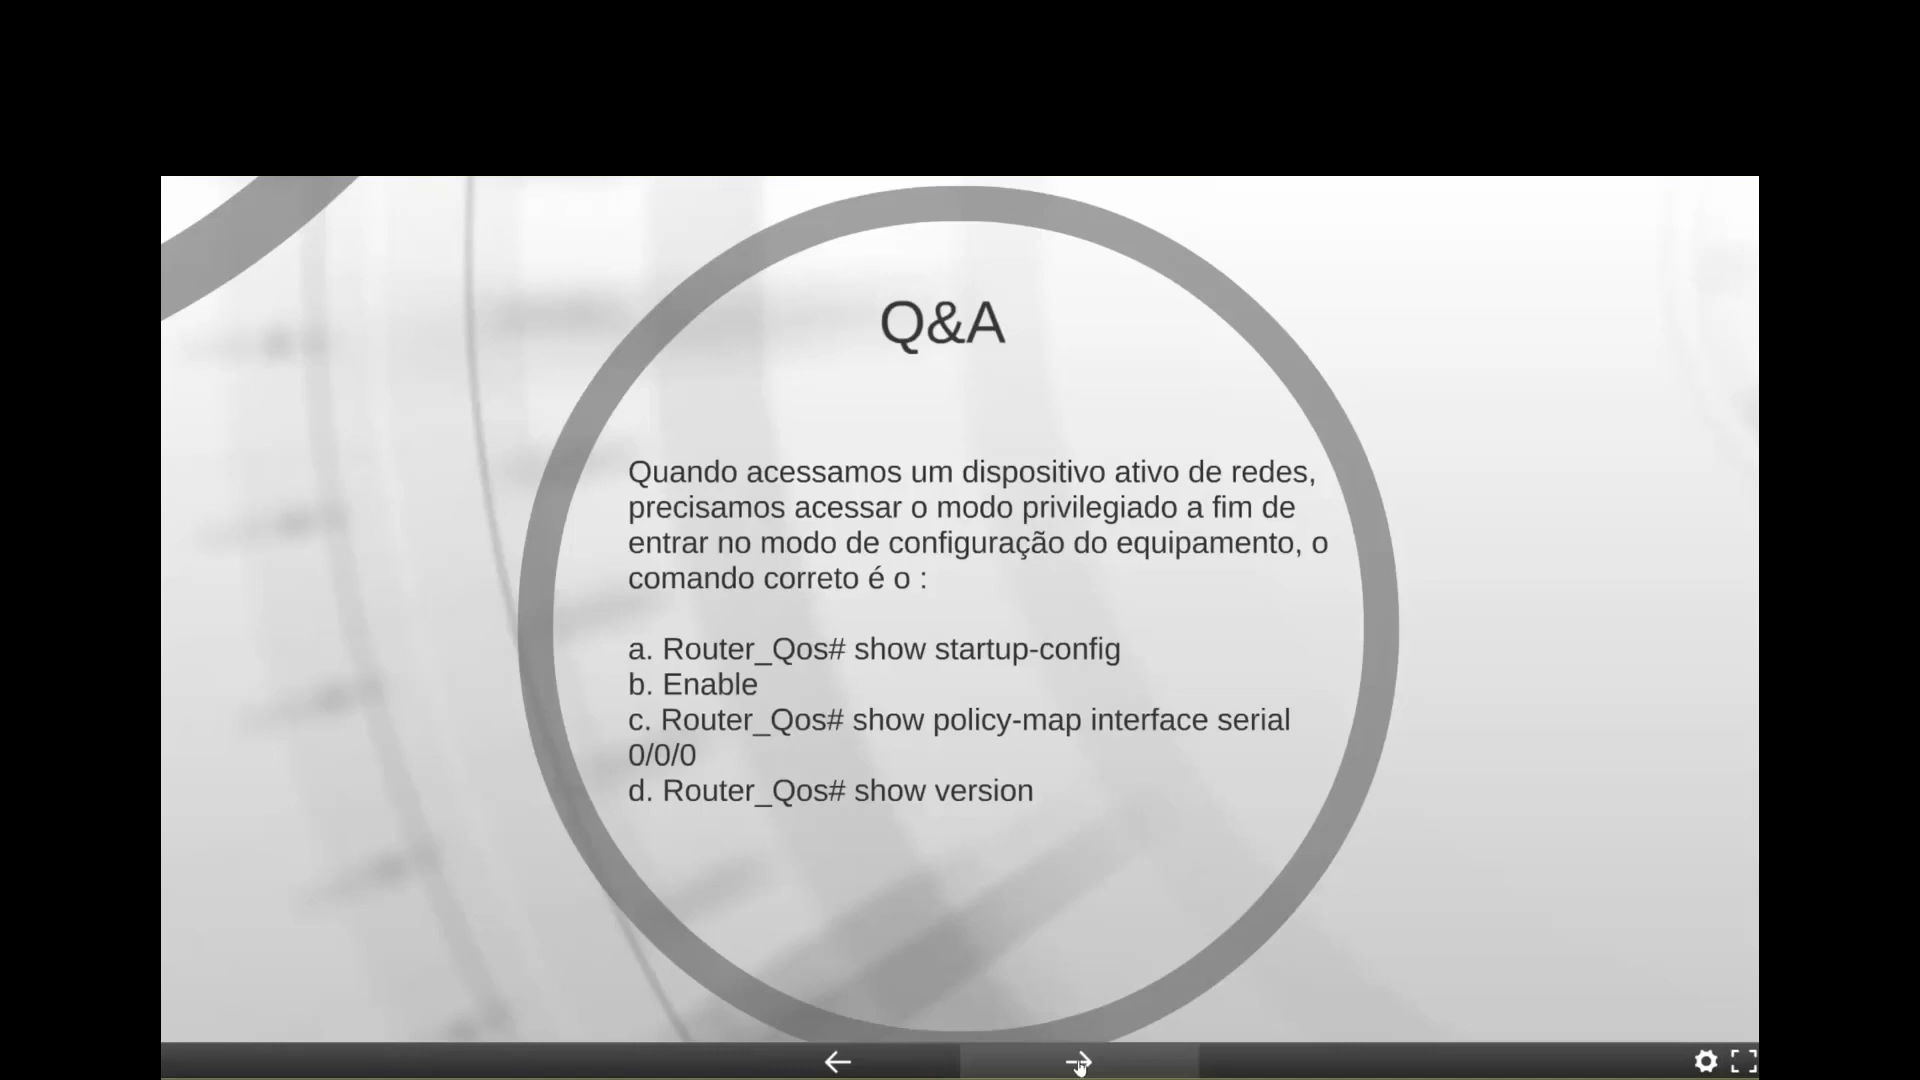 Q&A
Quando acessamos um dispositivo ativo de redes,
precisamos acessar o modo privilegiado a fim de
entrar no modo de configuração do equipamento, o
comando correto é o :
a. Router_Qos# show startup-config
b. Enable
c. Router_Qos# show policy-map interface serial
0/0/0
d. Router_Qos# show version